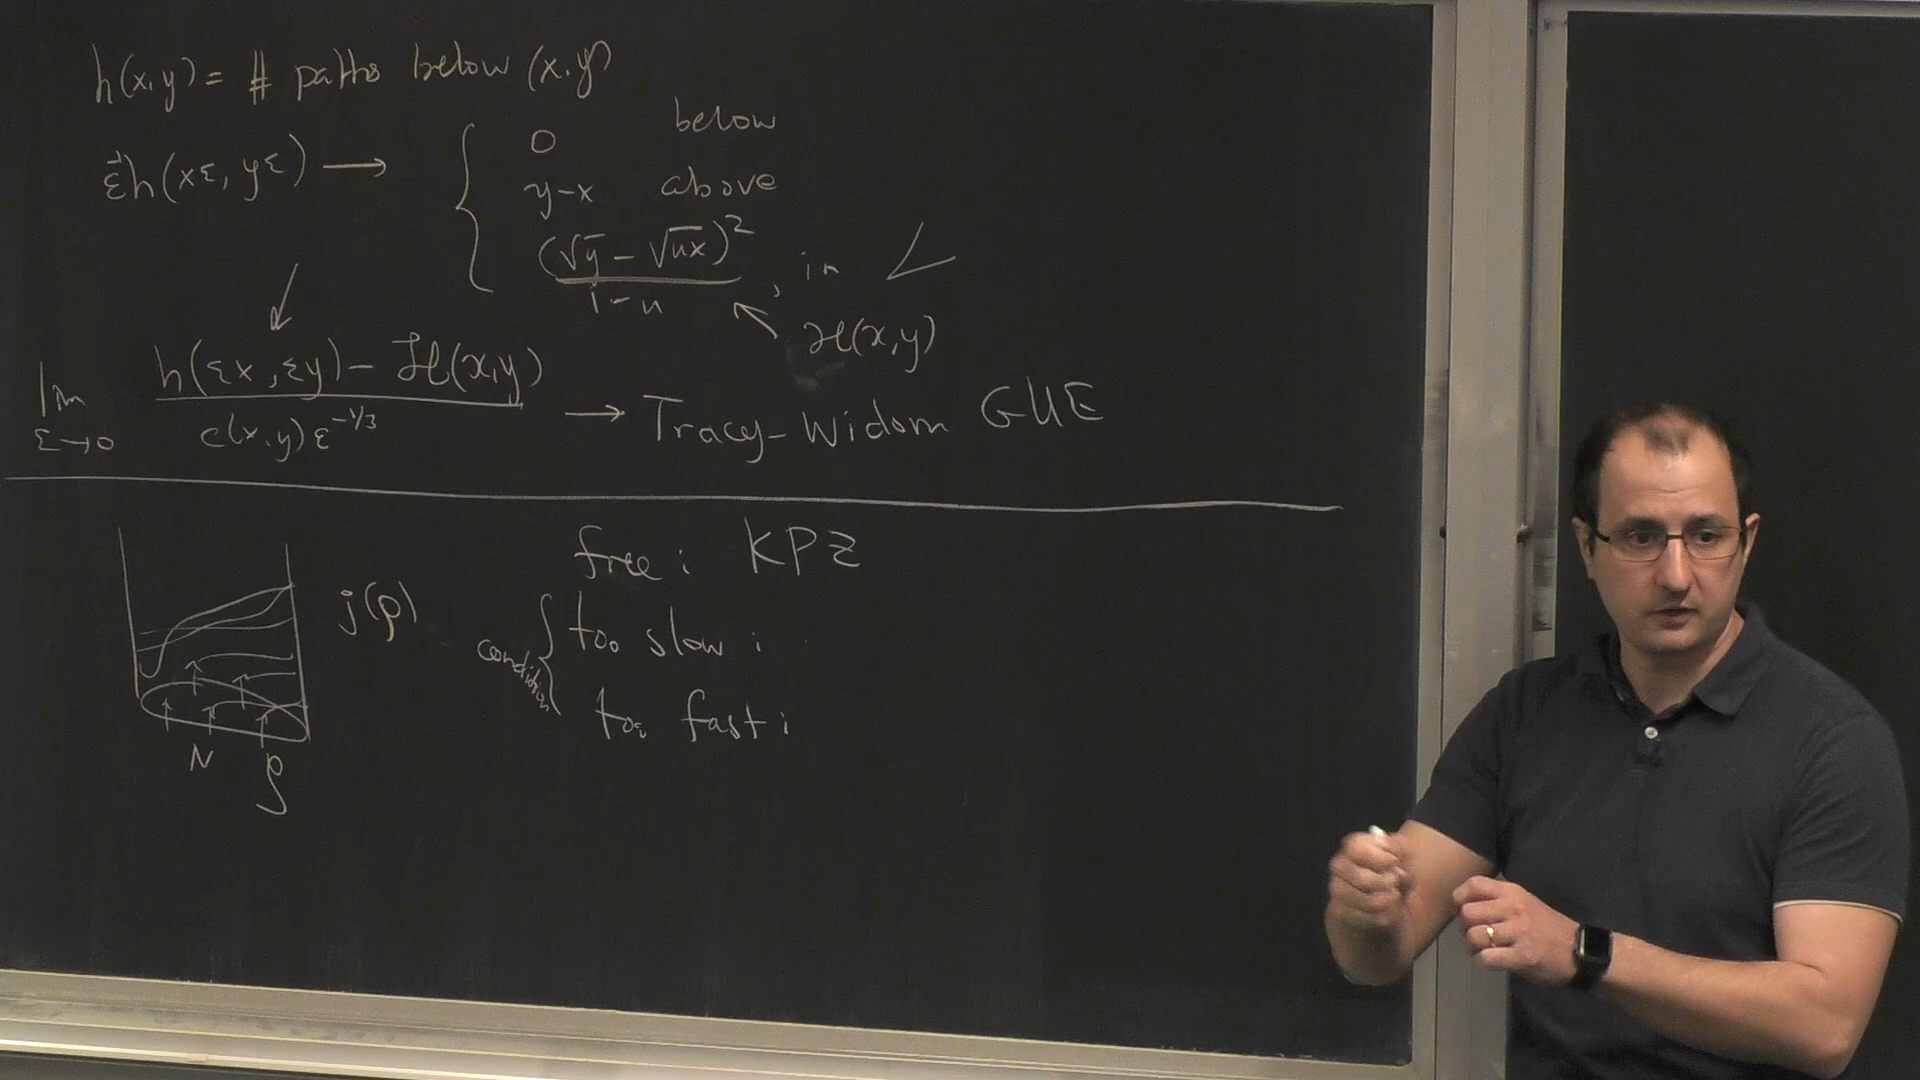 h(x,y) = # paths below (x,y)
ε⃗h(xε, yε) ⟶ { 0 below
y-x above
(√y - √ux)² / 1-u , in ∠
ℋ(x,y)
lim ε→0 h(εx, εy) - ℋ(x,y) / c(x,y) ε^{-1/3} → Tracy-Widom GUE
free: KPZ
j(ρ)
condition { too slow:
too fast:
N ρ